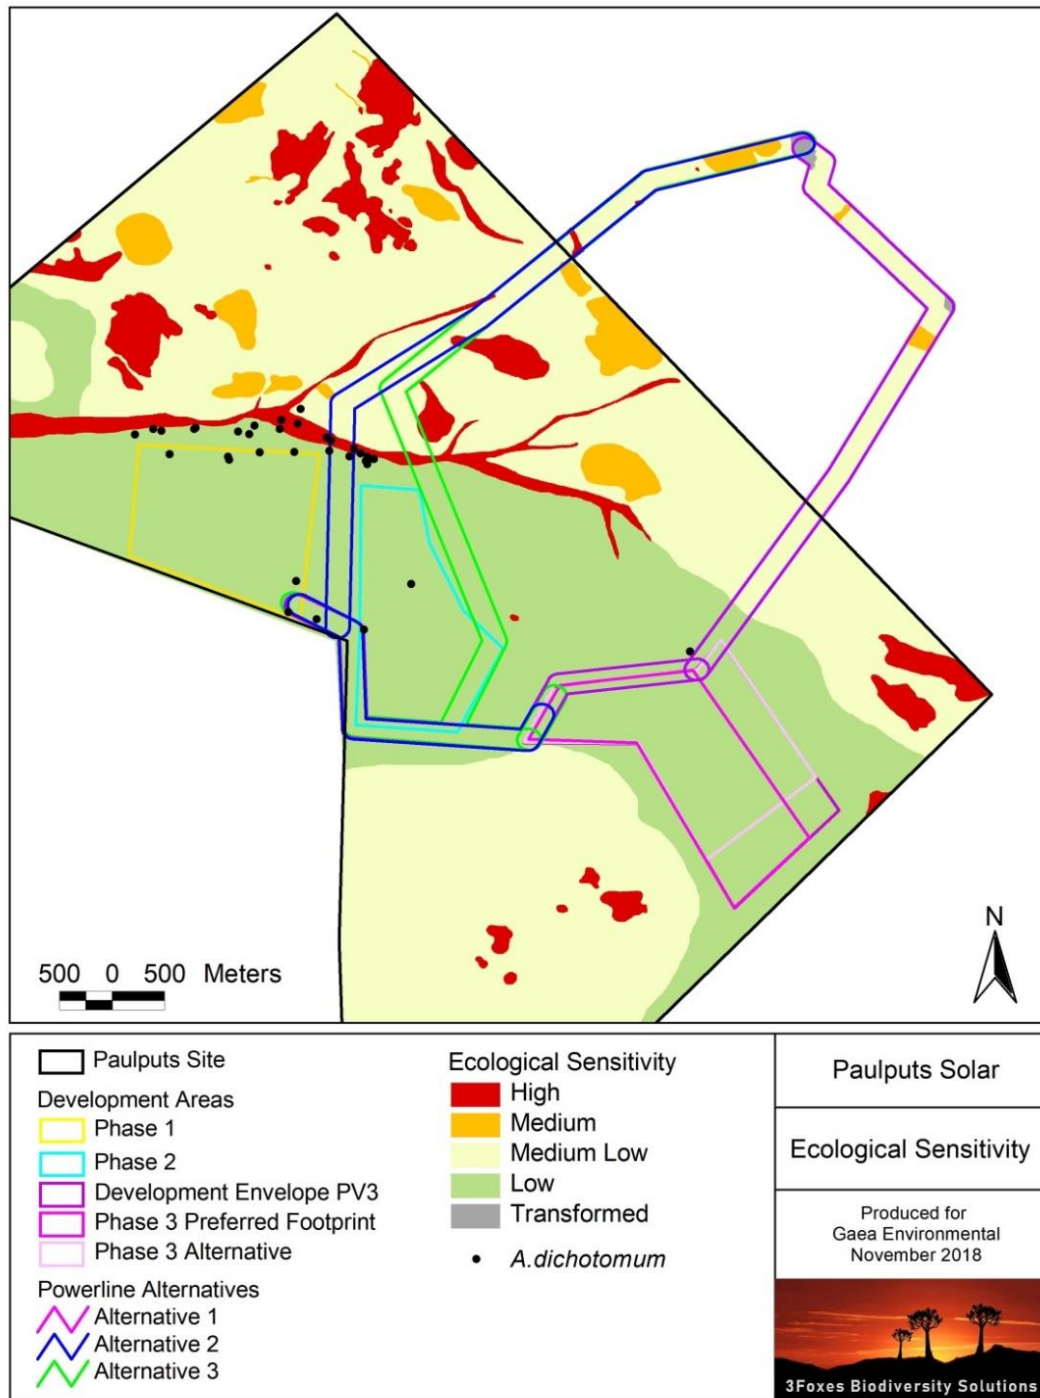 N
500 0 500 Meters
Paulputs Site
Development Areas
Phase 1
Phase 2
Development Envelope PV3
Phase 3 Preferred Footprint
Phase 3 Alternative
Powerline Alternatives
Alternative 1
Alternative 2
Alternative 3
Ecological Sensitivity
High
Medium
Medium Low
Low
Transformed
A.dichotomum
Paulputs Solar
Ecological Sensitivity
Produced for
Gaea Environmental
November 2018
3Foxes Biodiversity Solutions